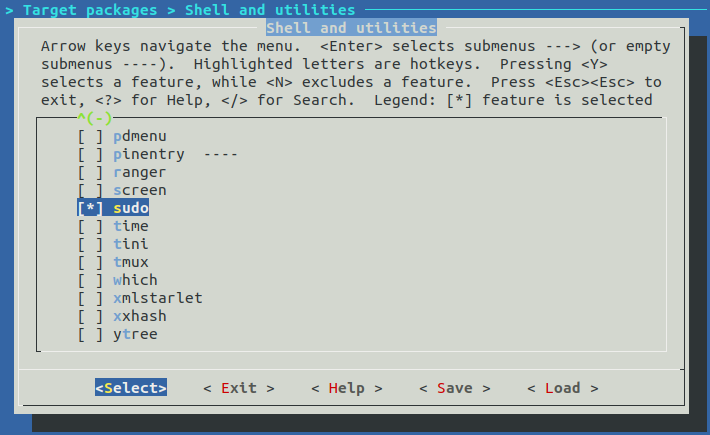 > Target packages > Shell and utilities
Shell and utilities
Arrow keys navigate the menu.  <Enter> selects submenus ---> (or empty
submenus ----).  Highlighted letters are hotkeys.  Pressing <Y>
selects a feature, while <N> excludes a feature.  Press <Esc><Esc> to
exit, <?> for Help, </> for Search.  Legend: [*] feature is selected
^(-)
[ ] pdmenu
[ ] pinentry  ----
[ ] ranger
[ ] screen
[*] sudo
[ ] time
[ ] tini
[ ] tmux
[ ] which
[ ] xmlstarlet
[ ] xxhash
[ ] ytree
<Select>    < Exit >    < Help >    < Save >    < Load >